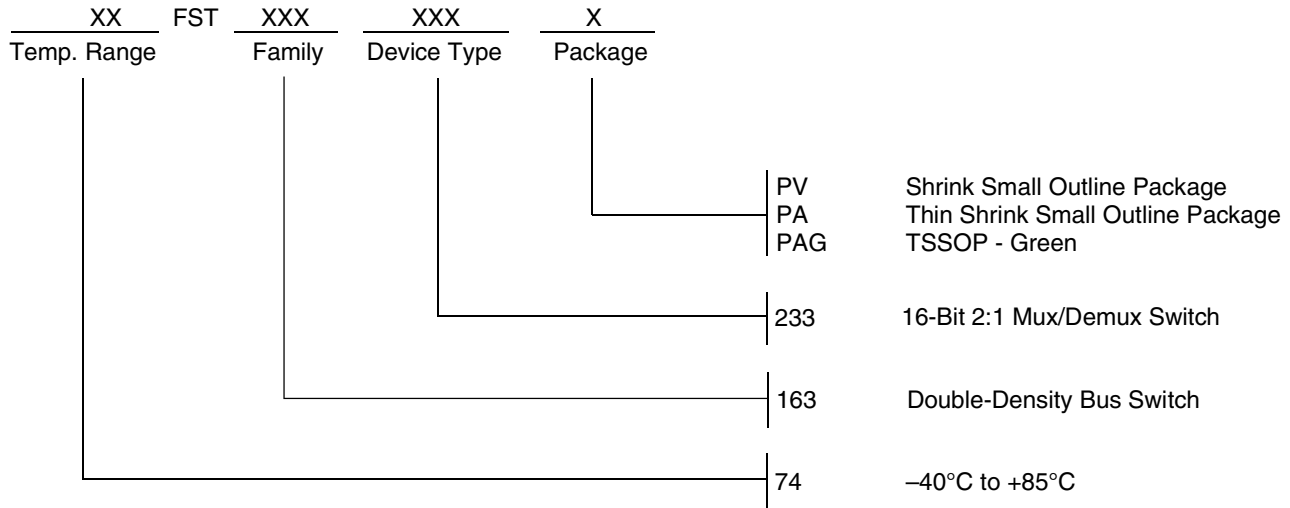 XX FST XXX XXX X
Temp. Range Family Device Type Package
PV Shrink Small Outline Package
PA Thin Shrink Small Outline Package
PAG TSSOP - Green
233 16-Bit 2:1 Mux/Demux Switch
163 Double-Density Bus Switch
74 –40°C to +85°C